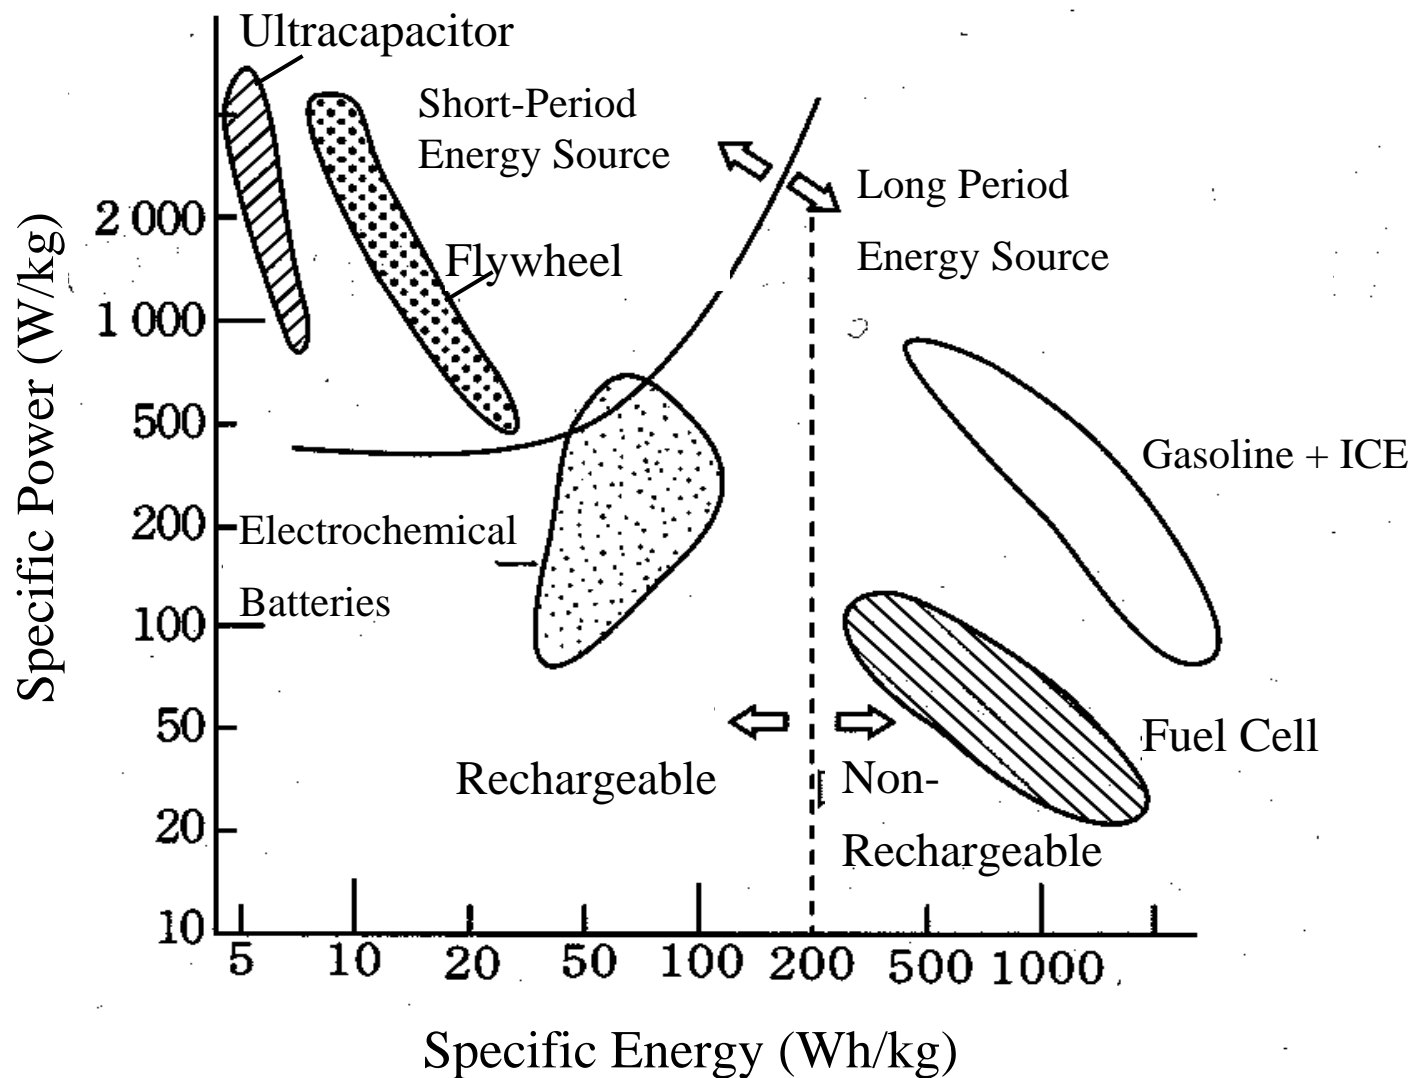 Ultracapacitor
Short-Period
Energy Source
Long Period
Energy Source
Flywheel
Gasoline + ICE
Electrochemical
Batteries
Fuel Cell
Rechargeable
Non-
Rechargeable
Specific Power (W/kg)
2 000
1 000
500
200
100
50
20
10
5 10 20 50 100 200 500 1000
Specific Energy (Wh/kg)